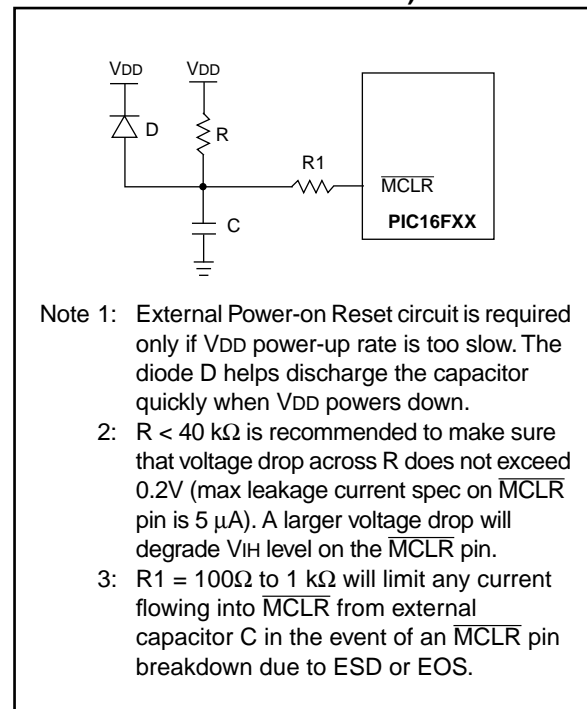 VDD VDD
D
R
R1
MCLR
PIC16FXX
C
Note 1: External Power-on Reset circuit is required
only if VDD power-up rate is too slow. The
diode D helps discharge the capacitor
quickly when VDD powers down.
2: R < 40 kΩ is recommended to make sure
that voltage drop across R does not exceed
0.2V (max leakage current spec on MCLR
pin is 5 μA). A larger voltage drop will
degrade VIH level on the MCLR pin.
3: R1 = 100Ω to 1 kΩ will limit any current
flowing into MCLR from external
capacitor C in the event of an MCLR pin
breakdown due to ESD or EOS.